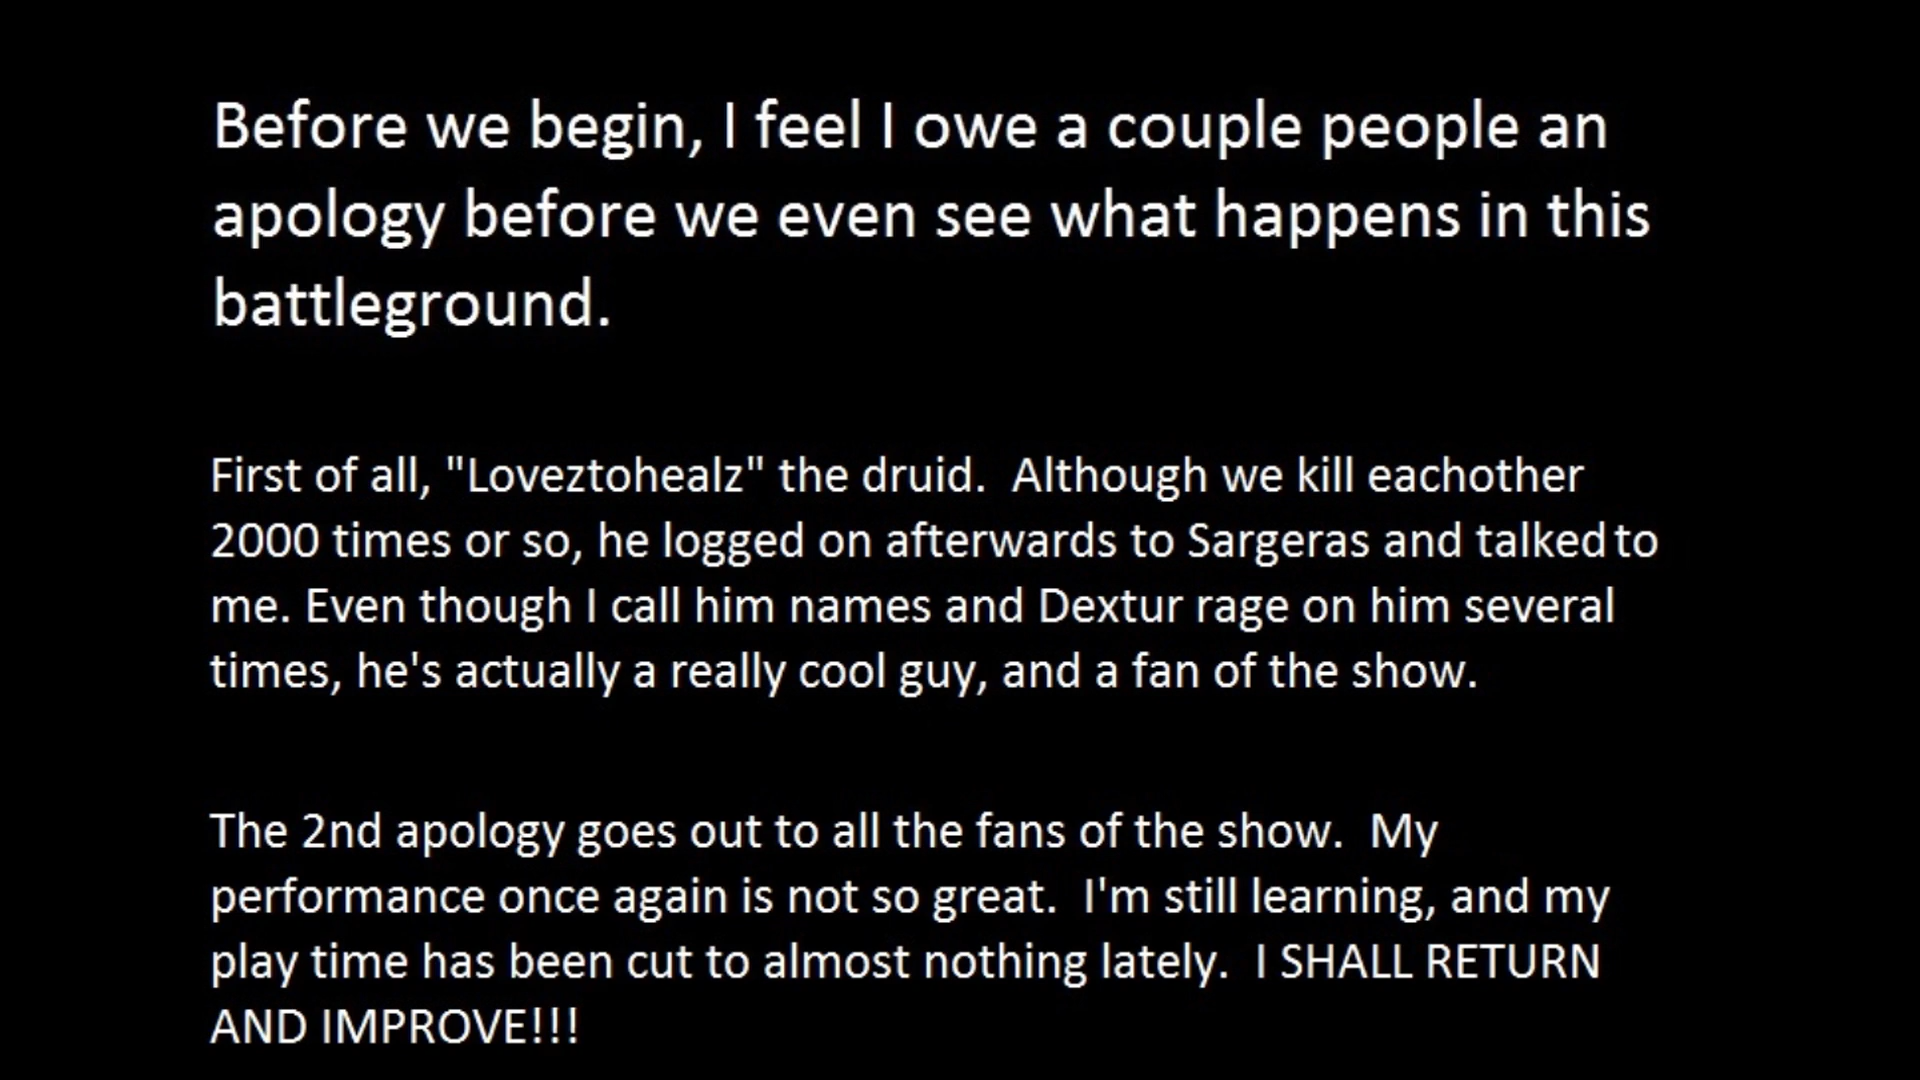 Before we begin, I feel I owe a couple people an
apology before we even see what happens in this
battleground.
First of all, "Loveztohealz" the druid.  Although we kill eachother
2000 times or so, he logged on afterwards to Sargeras and talked to
me. Even though I call him names and Dextur rage on him several
times, he's actually a really cool guy, and a fan of the show.
The 2nd apology goes out to all the fans of the show.  My
performance once again is not so great.  I'm still learning, and my
play time has been cut to almost nothing lately.  I SHALL RETURN
AND IMPROVE!!!